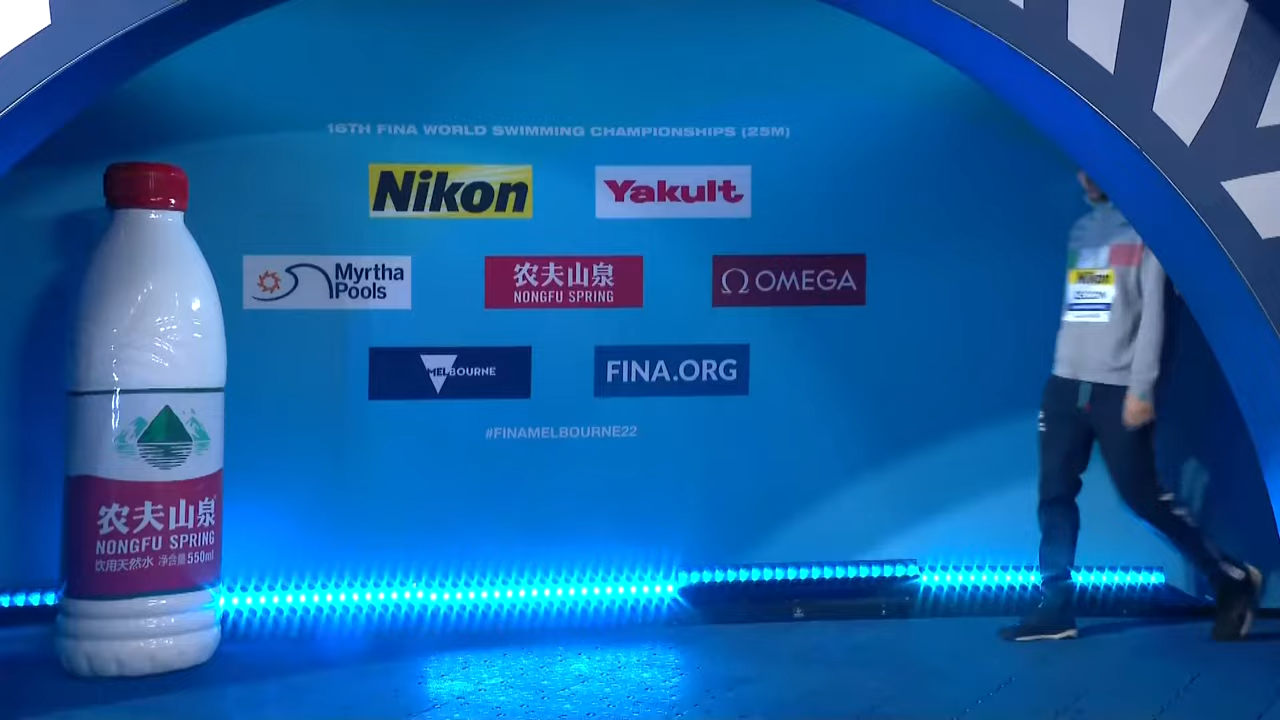 16TH FINA WORLD SWIMMING CHAMPIONSHIPS (25M)
Nikon
Yakult
Myrtha
Pools
农夫山泉
NONGFU SPRING
OMEGA
MELBOURNE
FINA.ORG
#FINAMELBOURNE22
农夫山泉
NONGFU SPRING
饮用天然水 净含量550ml
Nikon